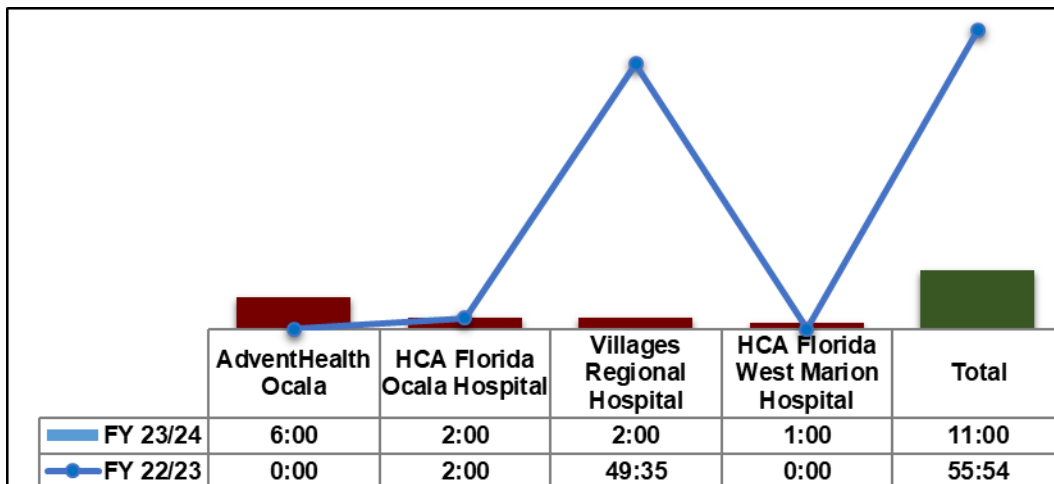 AdventHealth
Ocala
HCA Florida
Ocala Hospital
Villages
Regional
Hospital
HCA Florida
West Marion
Hospital
Total
FY 23/24 6:00 2:00 2:00 1:00 11:00
FY 22/23 0:00 2:00 49:35 0:00 55:54